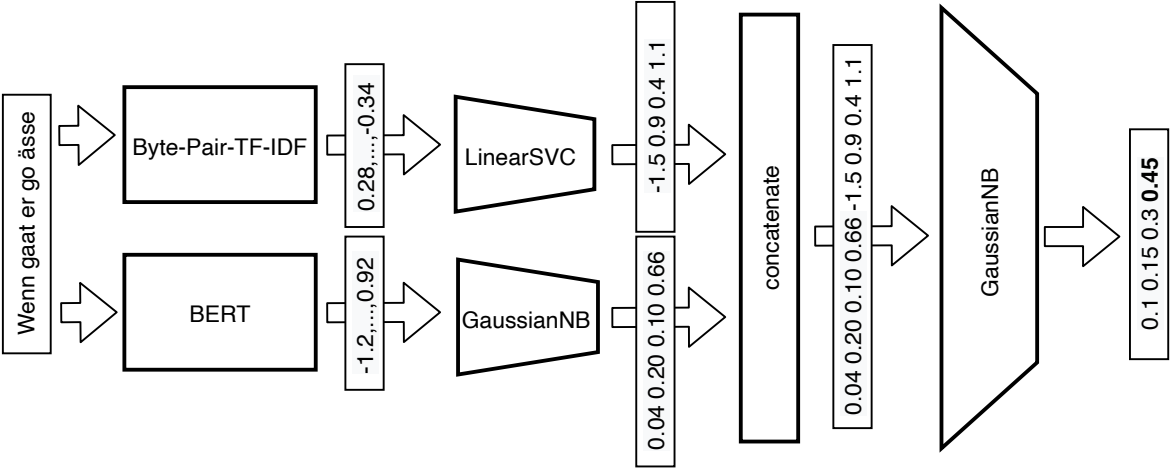 Wenn gaat er go ässe
Byte-Pair-TF-IDF
0.28,...,-0.34
LinearSVC
-1.5 0.9 0.4 1.1
BERT
-1.2,...,0.92
GaussianNB
0.04 0.20 0.10 0.66
concatenate
0.04 0.20 0.10 0.66 -1.5 0.9 0.4 1.1
GaussianNB
0.1 0.15 0.3 0.45